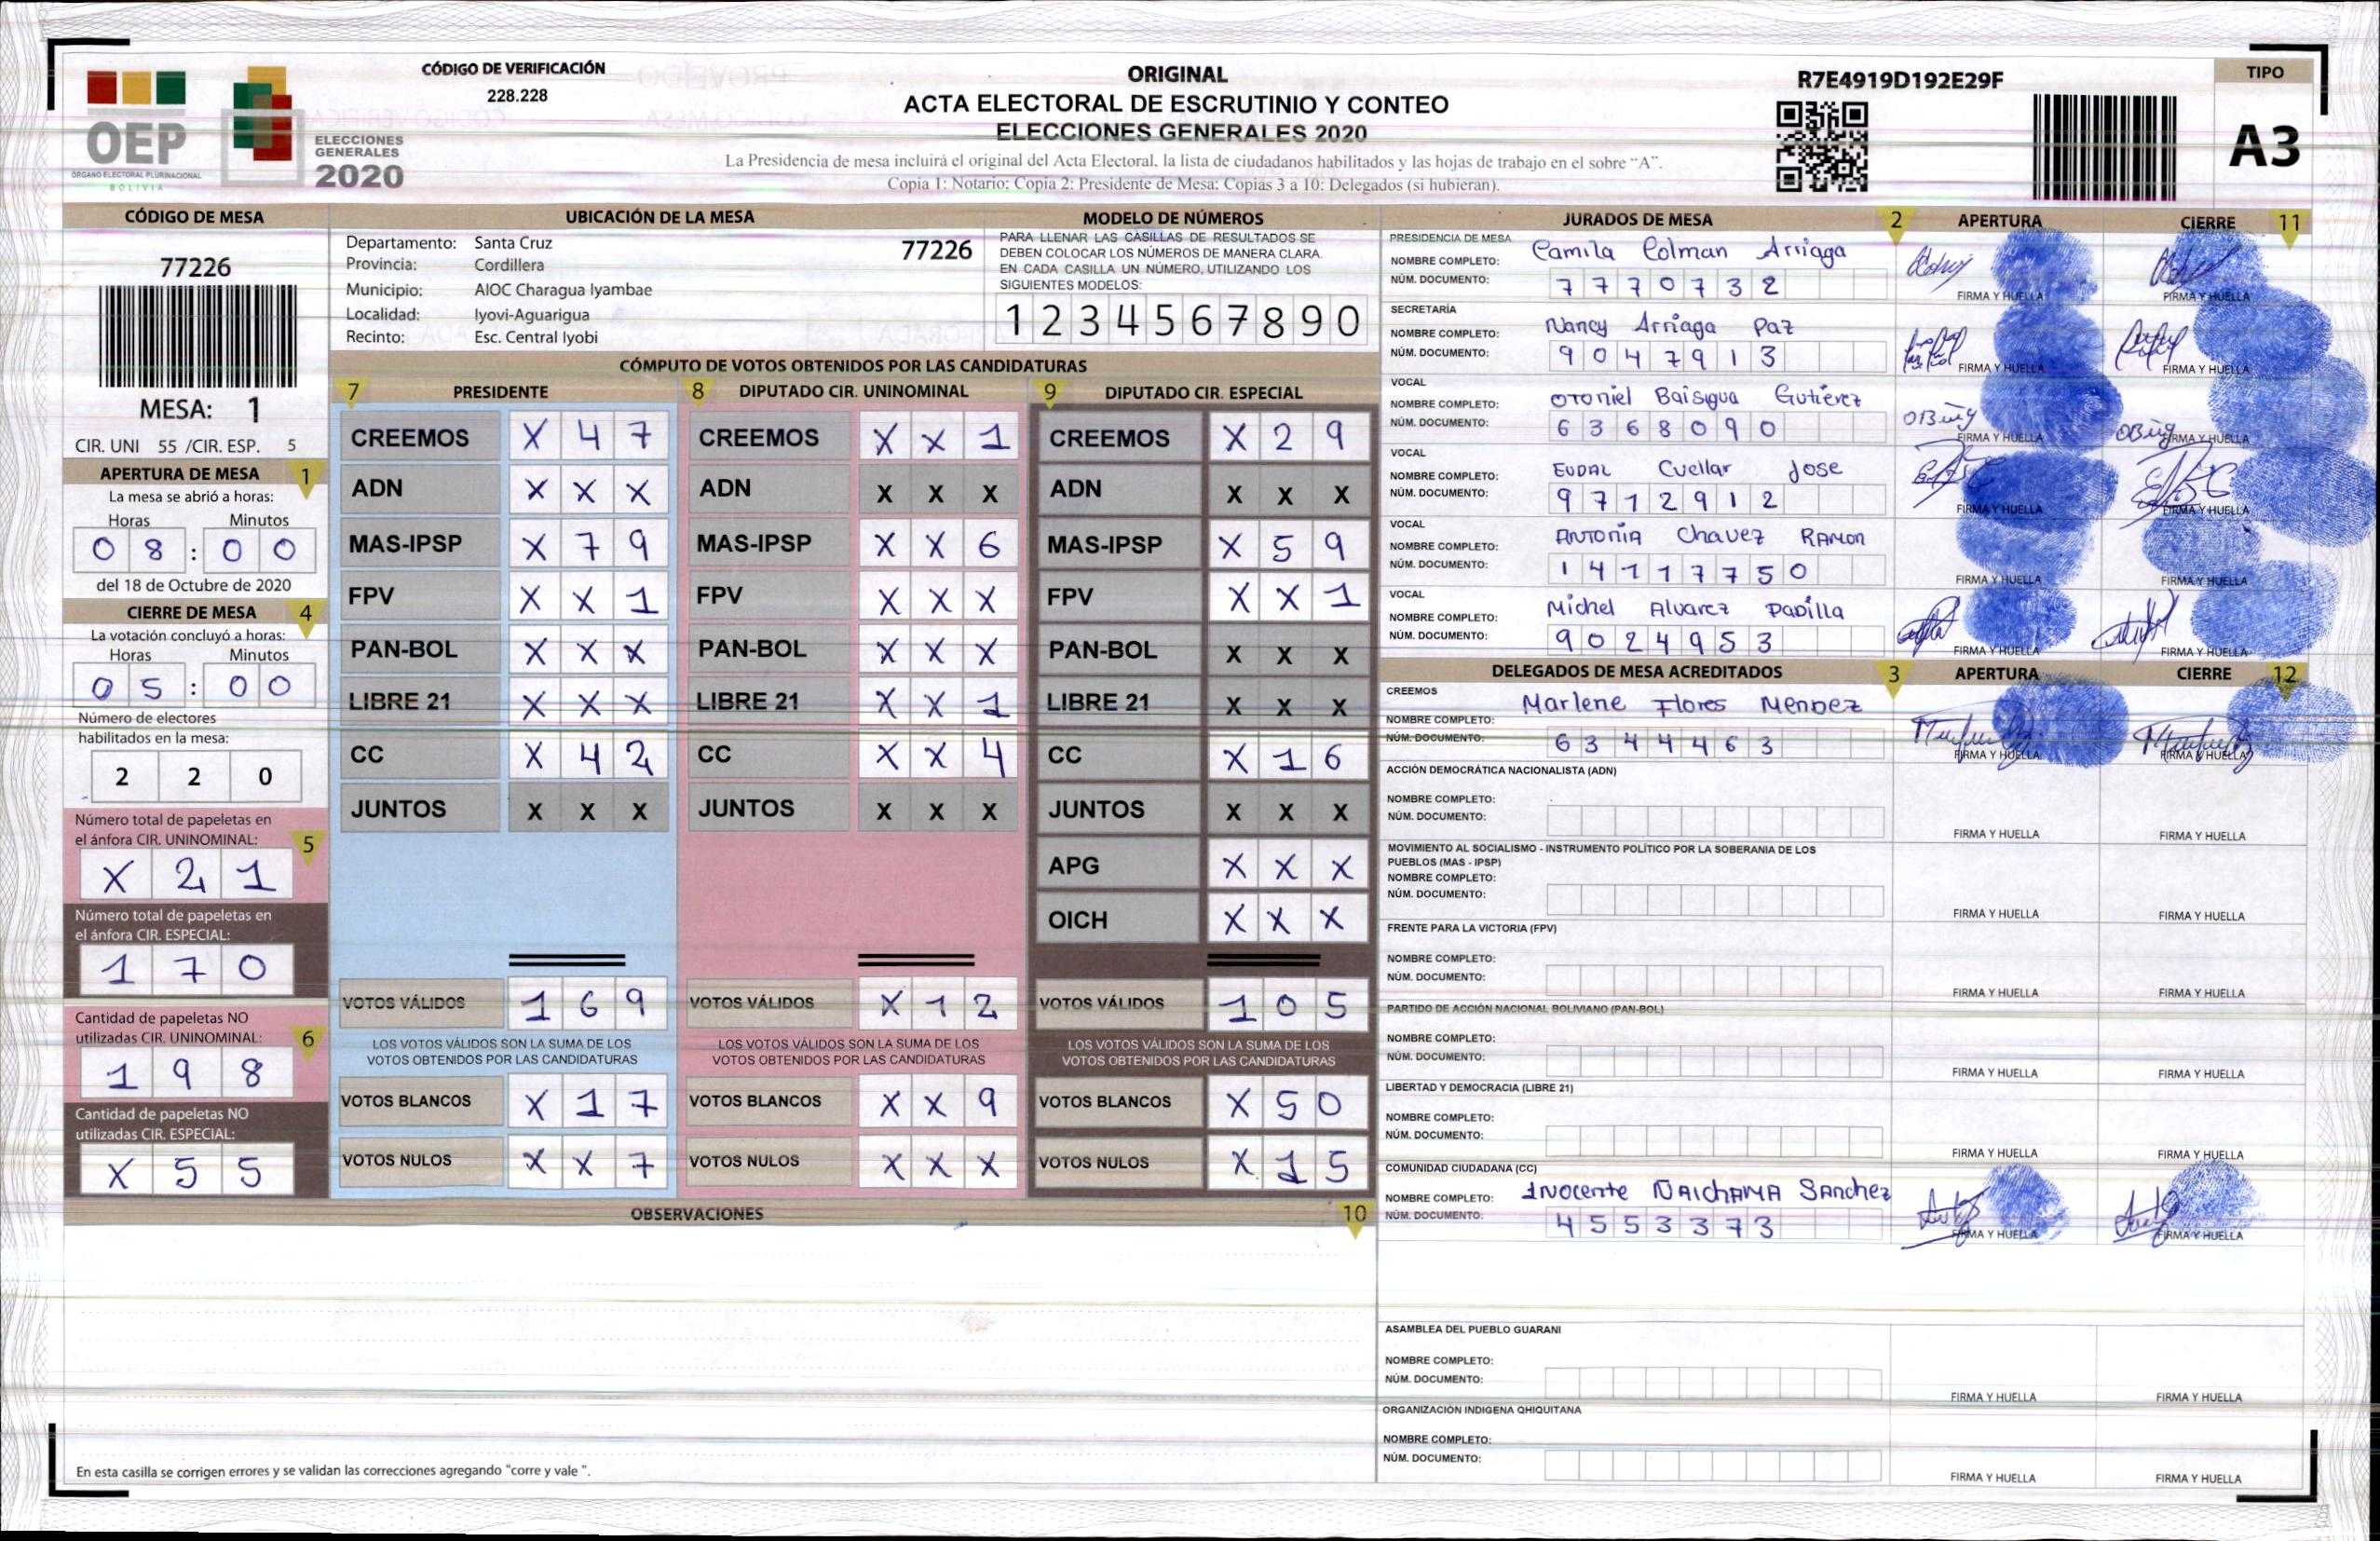 OEP
ÓRGANO ELECTORAL PLURINACIONAL
BOLIVIA
ELECCIONES
GENERALES
2020
CÓDIGO DE VERIFICACIÓN
228.228
ORIGINAL
ACTA ELECTORAL DE ESCRUTINIO Y CONTEO
ELECCIONES GENERALES 2020
La Presidencia de mesa incluirá el original del Acta Electoral, la lista de ciudadanos habilitados y las hojas de trabajo en el sobre “A”.
Copia 1: Notario; Copia 2: Presidente de Mesa; Copias 3 a 10: Delegados (si hubieran).
R7E4919D192E29F
TIPO
A3
CÓDIGO DE MESA
77226
MESA: 1
CIR. UNI 55 /CIR. ESP. 5
APERTURA DE MESA 1
La mesa se abrió a horas:
Horas Minutos
0 8 : 0 0
del 18 de Octubre de 2020
CIERRE DE MESA 4
La votación concluyó a horas:
Horas Minutos
0 5 : 0 0
Número de electores
habilitados en la mesa:
2 2 0
Número total de papeletas en
el ánfora CIR. UNINOMINAL: 5
X 2 1
Número total de papeletas en
el ánfora CIR. ESPECIAL:
1 7 0
Cantidad de papeletas NO
utilizadas CIR. UNINOMINAL: 6
1 9 8
Cantidad de papeletas NO
utilizadas CIR. ESPECIAL:
X 5 5
UBICACIÓN DE LA MESA
Departamento: Santa Cruz 77226
Provincia: Cordillera
Municipio: AIOC Charagua Iyambae
Localidad: Iyovi-Aguarigua
Recinto: Esc. Central Iyobi
MODELO DE NÚMEROS
PARA LLENAR LAS CASILLAS DE RESULTADOS SE
DEBEN COLOCAR LOS NÚMEROS DE MANERA CLARA.
EN CADA CASILLA UN NÚMERO, UTILIZANDO LOS
SIGUIENTES MODELOS:
1 2 3 4 5 6 7 8 9 0
CÓMPUTO DE VOTOS OBTENIDOS POR LAS CANDIDATURAS
7 PRESIDENTE 8 DIPUTADO CIR. UNINOMINAL 9 DIPUTADO CIR. ESPECIAL
CREEMOS X 4 7 CREEMOS X X 1 CREEMOS X 2 9
ADN X X X ADN X X X ADN X X X
MAS-IPSP X 7 9 MAS-IPSP X X 6 MAS-IPSP X 5 9
FPV X X 1 FPV X X X FPV X X 1
PAN-BOL X X X PAN-BOL X X X PAN-BOL X X X
LIBRE 21 X X X LIBRE 21 X X 1 LIBRE 21 X X X
CC X 4 2 CC X X 4 CC X 1 6
JUNTOS X X X JUNTOS X X X JUNTOS X X X
APG X X X
OICH X X X
VOTOS VÁLIDOS 1 6 9 VOTOS VÁLIDOS X 1 2 VOTOS VÁLIDOS 1 0 5
LOS VOTOS VÁLIDOS SON LA SUMA DE LOS LOS VOTOS VÁLIDOS SON LA SUMA DE LOS LOS VOTOS VÁLIDOS SON LA SUMA DE LOS
VOTOS OBTENIDOS POR LAS CANDIDATURAS VOTOS OBTENIDOS POR LAS CANDIDATURAS VOTOS OBTENIDOS POR LAS CANDIDATURAS
VOTOS BLANCOS X 1 7 VOTOS BLANCOS X X 9 VOTOS BLANCOS X 5 0
VOTOS NULOS X X 7 VOTOS NULOS X X X VOTOS NULOS X 1 5
OBSERVACIONES 10
En esta casilla se corrigen errores y se validan las correcciones agregando "corre y vale ".
JURADOS DE MESA 2 APERTURA CIERRE 11
PRESIDENCIA DE MESA
NOMBRE COMPLETO: Camila Colman Arriaga
NÚM. DOCUMENTO: 7 7 7 0 7 3 2
FIRMA Y HUELLA FIRMA Y HUELLA
SECRETARÍA
NOMBRE COMPLETO: Nancy Arriaga Paz
NÚM. DOCUMENTO: 9 0 4 7 9 1 3
FIRMA Y HUELLA FIRMA Y HUELLA
VOCAL
NOMBRE COMPLETO: OTOniel Baisgua Gutiérez
NÚM. DOCUMENTO: 6 3 6 8 0 9 0
FIRMA Y HUELLA FIRMA Y HUELLA
VOCAL
NOMBRE COMPLETO: EUDAL Cuellar Jose
NÚM. DOCUMENTO: 9 7 1 2 9 1 2
FIRMA Y HUELLA FIRMA Y HUELLA
VOCAL
NOMBRE COMPLETO: ANTONIA Chavez RAMON
NÚM. DOCUMENTO: 1 4 1 1 7 7 5 0
FIRMA Y HUELLA FIRMA Y HUELLA
VOCAL
NOMBRE COMPLETO: Michel Alvarez PADilla
NÚM. DOCUMENTO: 9 0 2 4 9 5 3
FIRMA Y HUELLA FIRMA Y HUELLA
DELEGADOS DE MESA ACREDITADOS 3 APERTURA CIERRE 12
CREEMOS
NOMBRE COMPLETO: Marlene Flores Mendez
NÚM. DOCUMENTO: 6 3 4 4 4 6 3
FIRMA Y HUELLA FIRMA Y HUELLA
ACCIÓN DEMOCRÁTICA NACIONALISTA (ADN)
NOMBRE COMPLETO:
NÚM. DOCUMENTO:
FIRMA Y HUELLA FIRMA Y HUELLA
MOVIMIENTO AL SOCIALISMO - INSTRUMENTO POLÍTICO POR LA SOBERANIA DE LOS
PUEBLOS (MAS - IPSP)
NOMBRE COMPLETO:
NÚM. DOCUMENTO:
FIRMA Y HUELLA FIRMA Y HUELLA
FRENTE PARA LA VICTORIA (FPV)
NOMBRE COMPLETO:
NÚM. DOCUMENTO:
FIRMA Y HUELLA FIRMA Y HUELLA
PARTIDO DE ACCIÓN NACIONAL BOLIVIANO (PAN-BOL)
NOMBRE COMPLETO:
NÚM. DOCUMENTO:
FIRMA Y HUELLA FIRMA Y HUELLA
LIBERTAD Y DEMOCRACIA (LIBRE 21)
NOMBRE COMPLETO:
NÚM. DOCUMENTO:
FIRMA Y HUELLA FIRMA Y HUELLA
COMUNIDAD CIUDADANA (CC)
NOMBRE COMPLETO: INOcente NAICHAMA SAnchez
NÚM. DOCUMENTO: 4 5 5 3 3 7 3
FIRMA Y HUELLA FIRMA Y HUELLA
ASAMBLEA DEL PUEBLO GUARANI
NOMBRE COMPLETO:
NÚM. DOCUMENTO:
FIRMA Y HUELLA FIRMA Y HUELLA
ORGANIZACIÓN INDIGENA QHIQUITANA
NOMBRE COMPLETO:
NÚM. DOCUMENTO:
FIRMA Y HUELLA FIRMA Y HUELLA